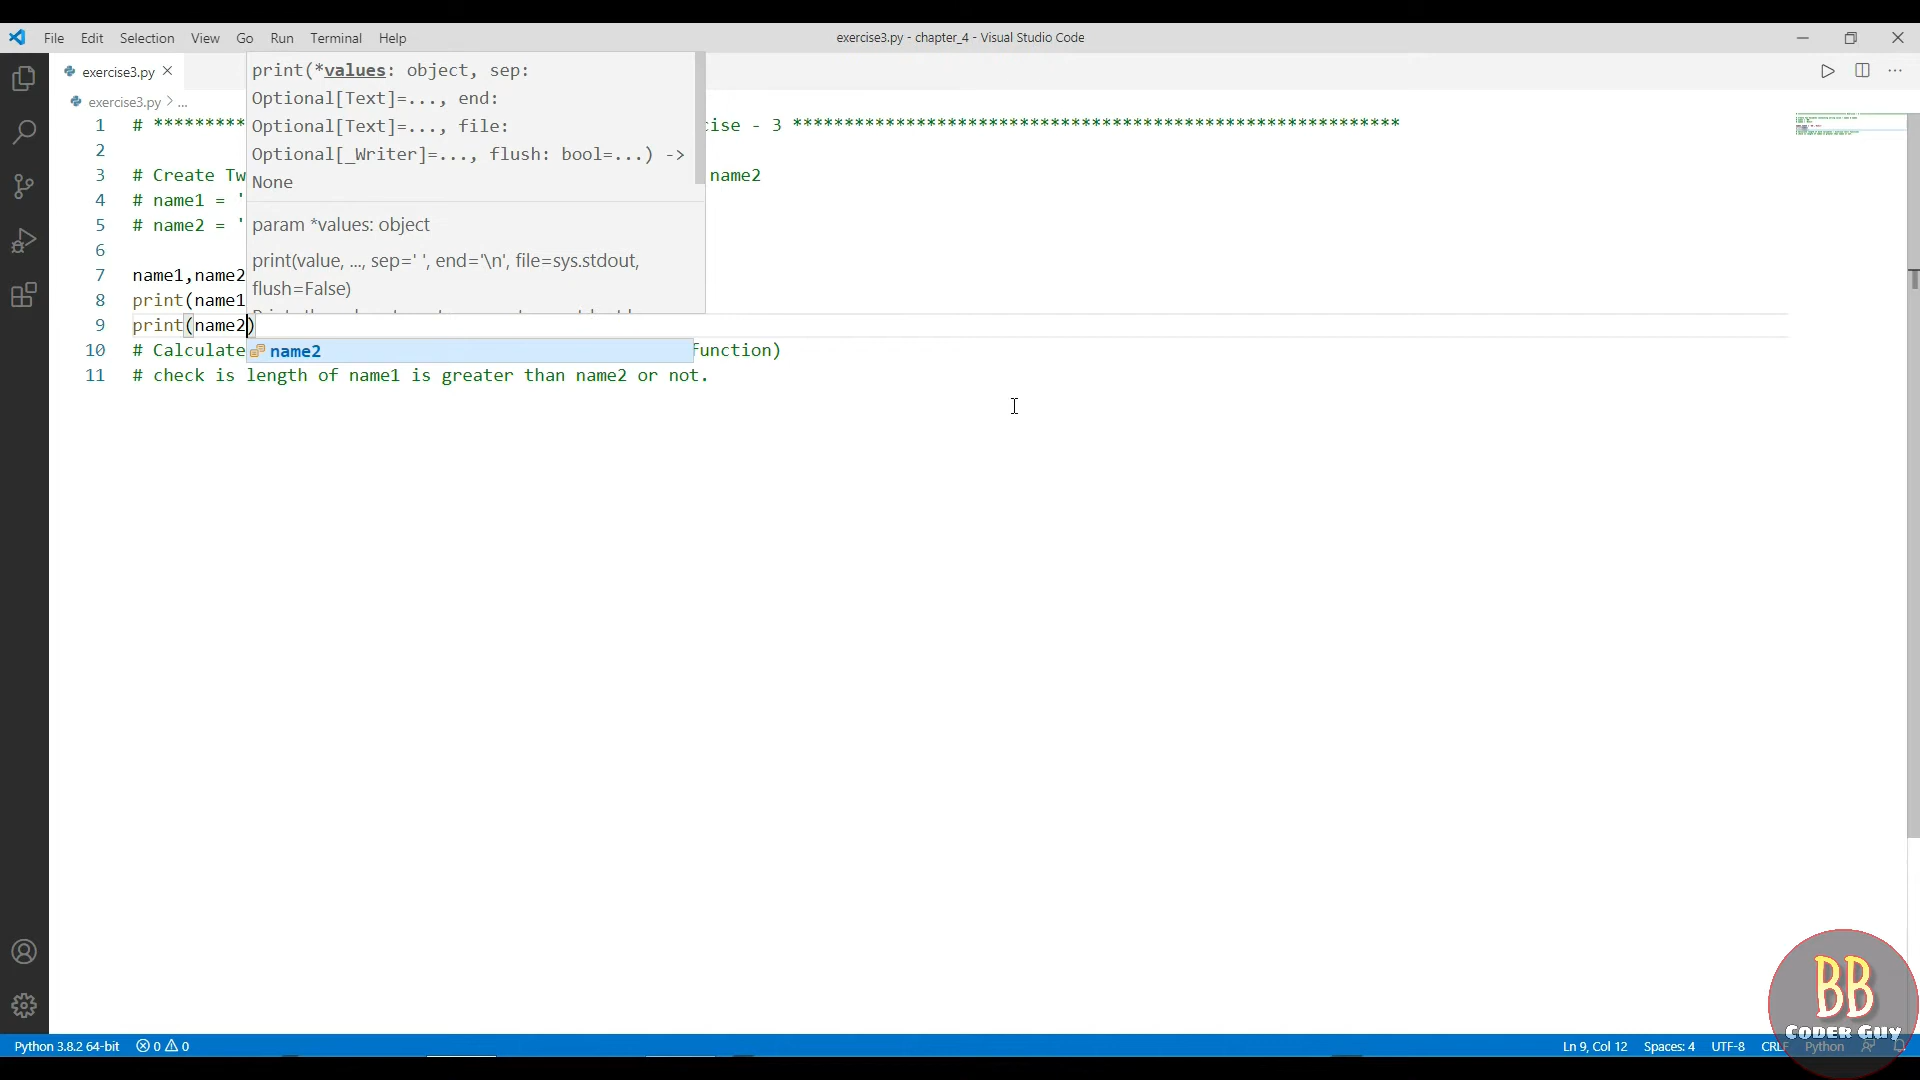 File Edit Selection View Go Run Terminal Help
exercise3.py - chapter_4 - Visual Studio Code
exercise3.py
exercise3.py > ...
print(*values: object, sep:
Optional[Text]=..., end:
Optional[Text]=..., file:
Optional[_Writer]=..., flush: bool=...) ->
None
param *values: object
print(value, ..., sep=' ', end='\n', file=sys.stdout,
flush=False)
1 # ********* cise - 3 ***********************************************************
2
3 # Create Tw name2
4 # name1 = '
5 # name2 = '
6
7 name1,name2
8 print(name1
9 print(name2)
name2
10 # Calculate function)
11 # check is length of name1 is greater than name2 or not.
BB
CODER GUY
Python 3.8.2 64-bit 0 0 Ln 9, Col 12 Spaces: 4 UTF-8 CRLF Python